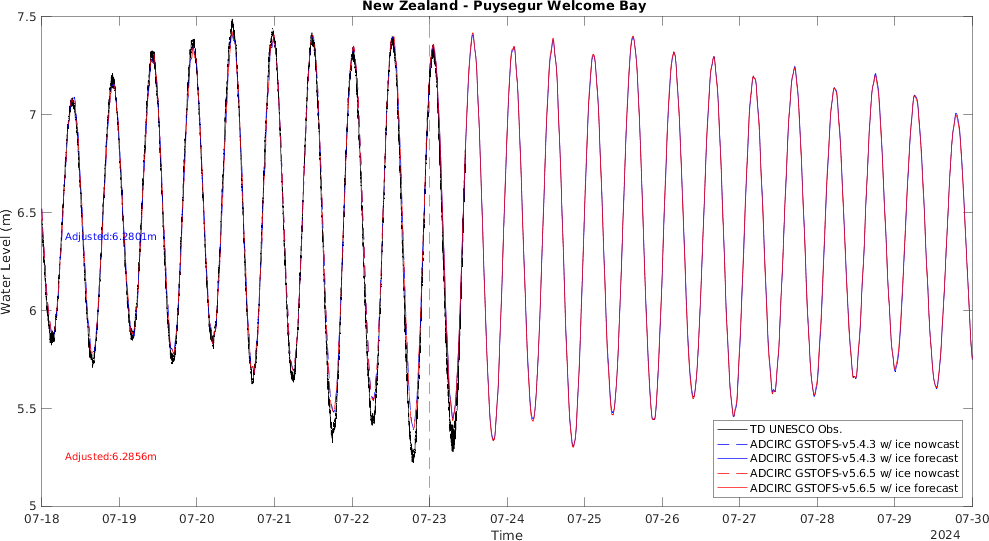 New Zealand - Puysegur Welcome Bay
7.5
7
6.5
6
5.5
5
Water Level (m)
Adjusted:6.2801m
Adjusted:6.2856m
TD UNESCO Obs.
ADCIRC GSTOFS-v5.4.3 w/ ice nowcast
ADCIRC GSTOFS-v5.4.3 w/ ice forecast
ADCIRC GSTOFS-v5.6.5 w/ ice nowcast
ADCIRC GSTOFS-v5.6.5 w/ ice forecast
07-18 07-19 07-20 07-21 07-22 07-23 07-24 07-25 07-26 07-27 07-28 07-29 07-30
Time
2024